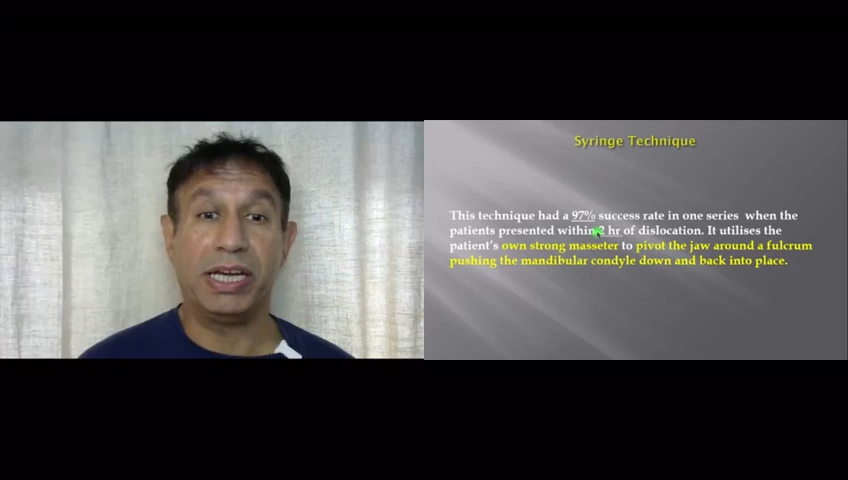 Syringe Technique
This technique had a 97% success rate in one series when the
patients presented within 2 hr of dislocation. It utilises the
patient's own strong masseter to pivot the jaw around a fulcrum
pushing the mandibular condyle down and back into place.